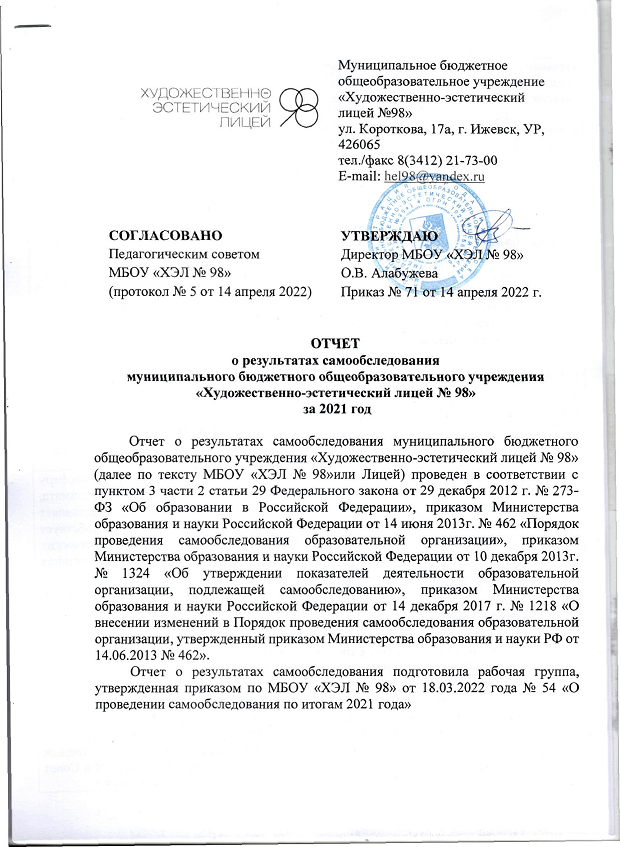 ХУДОЖЕСТВЕННО
ЭСТЕТИЧЕСКИЙ
ЛИЦЕЙ
98
Муниципальное бюджетное
общеобразовательное учреждение
«Художественно-эстетический
лицей №98»
ул. Короткова, 17а, г. Ижевск, УР,
426065
тел./факс 8(3412) 21-73-00
E-mail: hel98@yandex.ru
СОГЛАСОВАНО
Педагогическим советом
МБОУ «ХЭЛ № 98»
(протокол № 5 от 14 апреля 2022)
УТВЕРЖДАЮ
Директор МБОУ «ХЭЛ № 98»
О.В. Алабужева
Приказ № 71 от 14 апреля 2022 г.
ОТЧЕТ
о результатах самообследования
муниципального бюджетного общеобразовательного учреждения
«Художественно-эстетический лицей № 98»
за 2021 год
Отчет о результатах самообследования муниципального бюджетного
общеобразовательного учреждения «Художественно-эстетический лицей № 98»
(далее по тексту МБОУ «ХЭЛ № 98»или Лицей) проведен в соответствии с
пунктом 3 части 2 статьи 29 Федерального закона от 29 декабря 2012 г. № 273-
ФЗ «Об образовании в Российской Федерации», приказом Министерства
образования и науки Российской Федерации от 14 июня 2013г. № 462 «Порядок
проведения самообследования образовательной организации», приказом
Министерства образования и науки Российской Федерации от 10 декабря 2013г.
№ 1324 «Об утверждении показателей деятельности образовательной
организации, подлежащей самообследованию», приказом Министерства
образования и науки Российской Федерации от 14 декабря 2017 г. № 1218 «О
внесении изменений в Порядок проведения самообследования образовательной
организации, утвержденный приказом Министерства образования и науки РФ от
14.06.2013 № 462».
Отчет о результатах самообследования подготовила рабочая группа,
утвержденная приказом по МБОУ «ХЭЛ № 98» от 18.03.2022 года № 54 «О
проведении самообследования по итогам 2021 года»